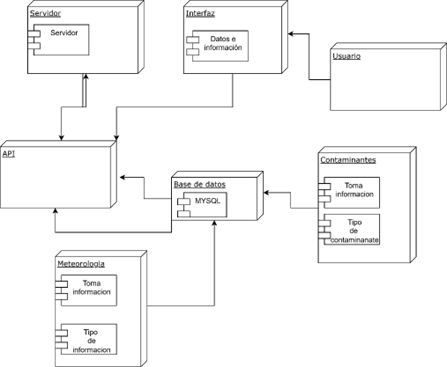 Servidor
Servidor
Interfaz
Datos e
información
Usuario
API
Base de datos
MYSQL
Contaminantes
Toma
informacion
Tipo
de
contaminanate
Meteorologia
Toma
informacion
Tipo
de
informacion